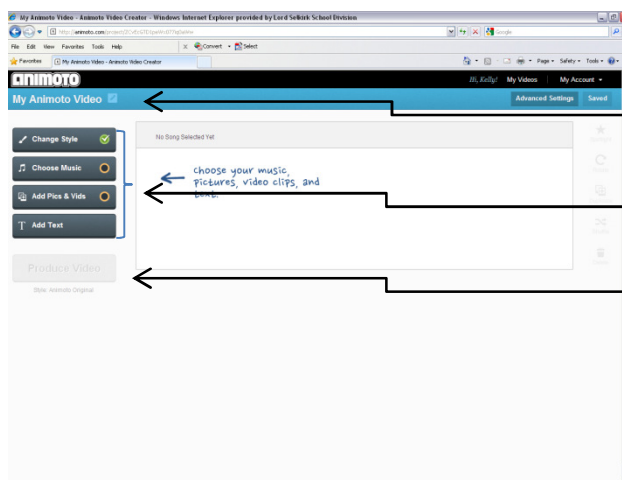 My Animoto Video - Animoto Video Creator - Windows Internet Explorer provided by Lord Selkirk School Division
Google
File Edit View Favorites Tools Help
x Convert Select
Favorites My Animoto Video - Animoto Video Creator
Page Safety Tools
animoto
Hi, Kelly! My Videos My Account
My Animoto Video Advanced Settings Saved
Change Style
No Song Selected Yet
Choose Music
choose your music,
pictures, video clips, and
text.
Add Pics & Vids
T Add Text
Produce Video
Style: Animoto Original